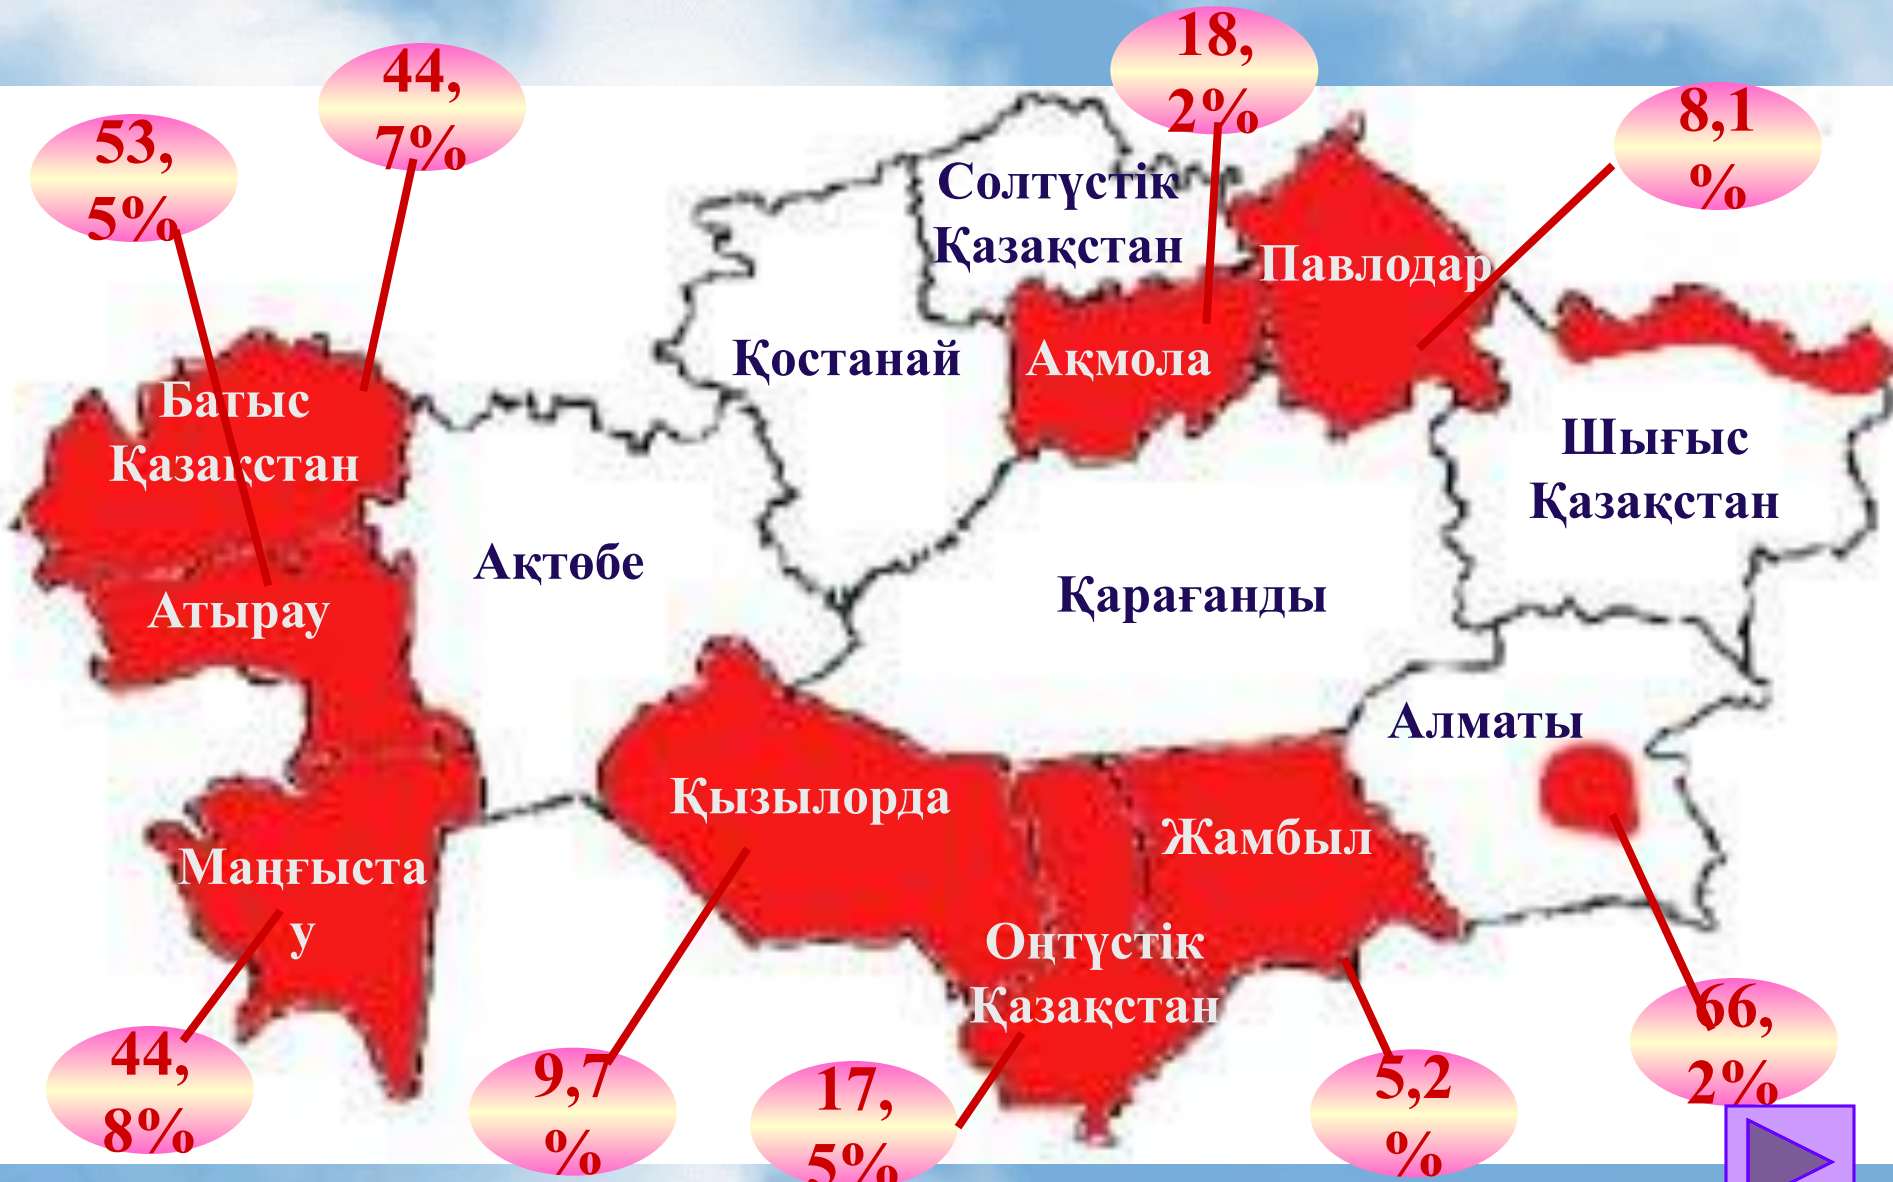 18,
2%
44,
7%
8,1
%
53,
5%
Солтүстік
Қазақстан
Павлодар
Қостанай
Ақмола
Батыс
Қазақстан
Шығыс
Қазақстан
Ақтөбе
Атырау
Қарағанды
Алматы
Қызылорда
Жамбыл
Маңғыста
у
Оңтүстік
Қазақстан
66,
2%
44,
8%
9,7
%
17,
5%
5,2
%